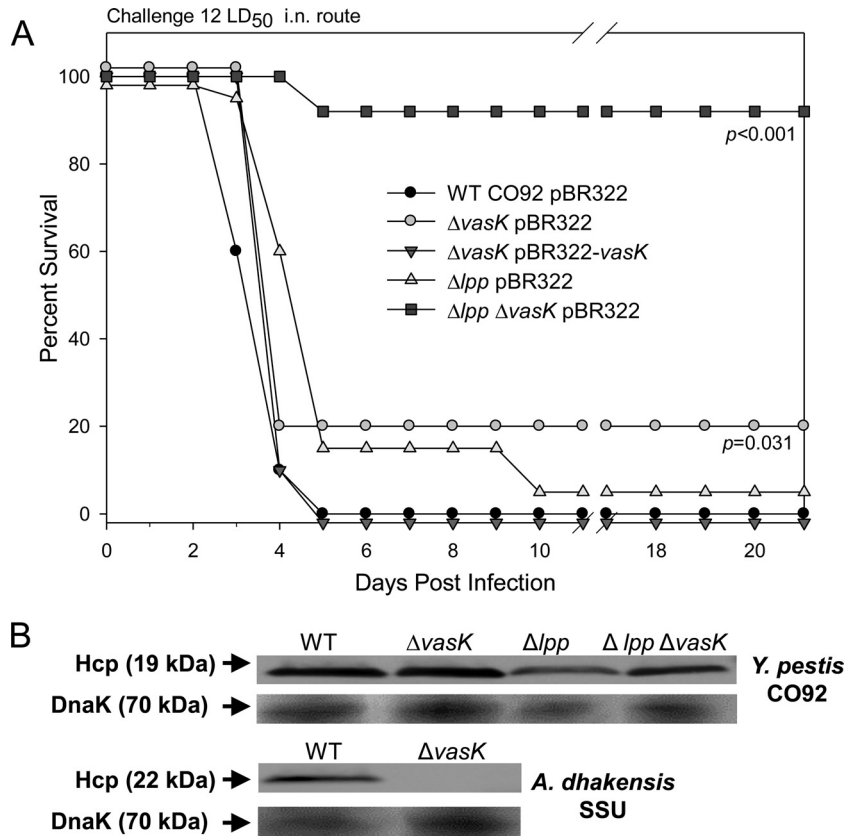 A
Challenge 12 LD50 i.n. route
Percent Survival
100
80
60
40
20
0
p<0.001
WT CO92 pBR322
ΔvasK pBR322
ΔvasK pBR322-vasK
Δlpp pBR322
Δlpp ΔvasK pBR322
p=0.031
0 2 4 6 8 10 18 20
Days Post Infection
B
WT ΔvasK Δlpp Δ lpp ΔvasK
Hcp (19 kDa)
DnaK (70 kDa)
Y. pestis
CO92
WT ΔvasK
Hcp (22 kDa)
DnaK (70 kDa)
A. dhakensis
SSU